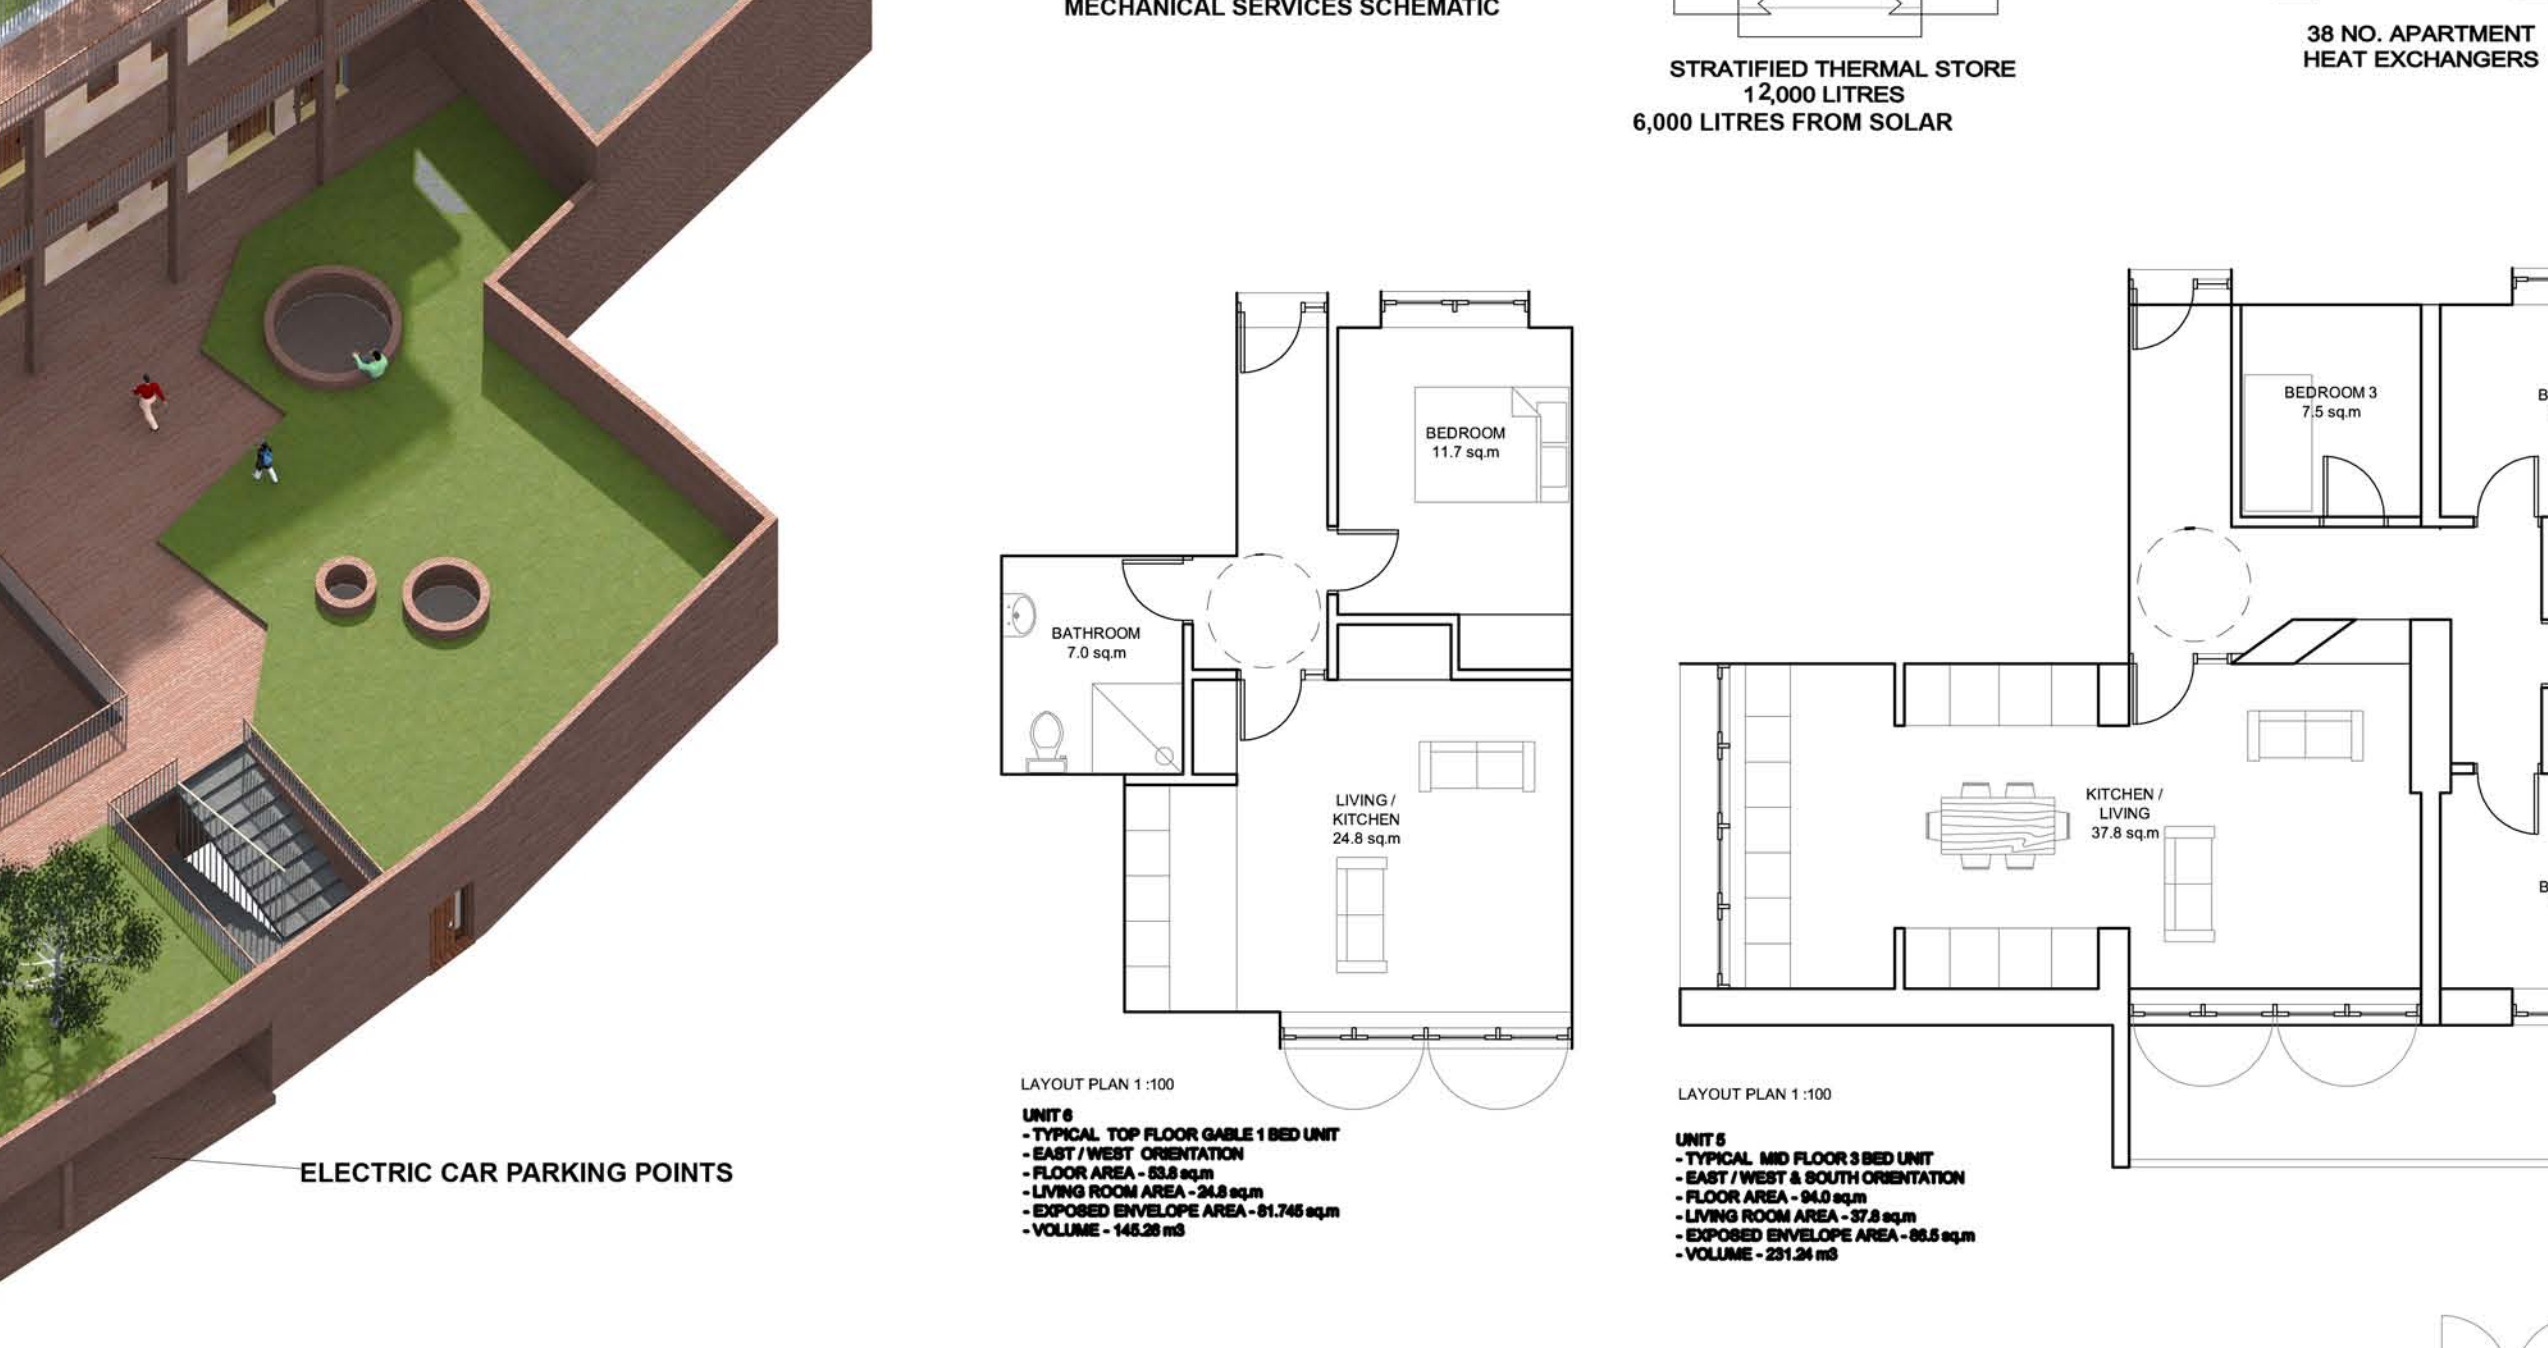 MECHANICAL SERVICES SCHEMATIC
STRATIFIED THERMAL STORE
12,000 LITRES
6,000 LITRES FROM SOLAR
38 NO. APARTMENT
HEAT EXCHANGERS
BEDROOM
11.7 sq.m
BATHROOM
7.0 sq.m
LIVING /
KITCHEN
24.8 sq.m
LAYOUT PLAN 1 :100
UNIT 6
- TYPICAL TOP FLOOR GABLE 1 BED UNIT
- EAST / WEST ORIENTATION
- FLOOR AREA - 53.8 sq.m
- LIVING ROOM AREA - 24.8 sq.m
- EXPOSED ENVELOPE AREA - 81.745 sq.m
- VOLUME - 145.26 m3
BEDROOM 3
7.5 sq.m
B
KITCHEN /
LIVING
37.8 sq.m
B
LAYOUT PLAN 1 :100
UNIT 5
- TYPICAL MID FLOOR 3 BED UNIT
- EAST / WEST & SOUTH ORIENTATION
- FLOOR AREA - 94.0 sq.m
- LIVING ROOM AREA - 37.8 sq.m
- EXPOSED ENVELOPE AREA - 86.5 sq.m
- VOLUME - 231.24 m3
ELECTRIC CAR PARKING POINTS